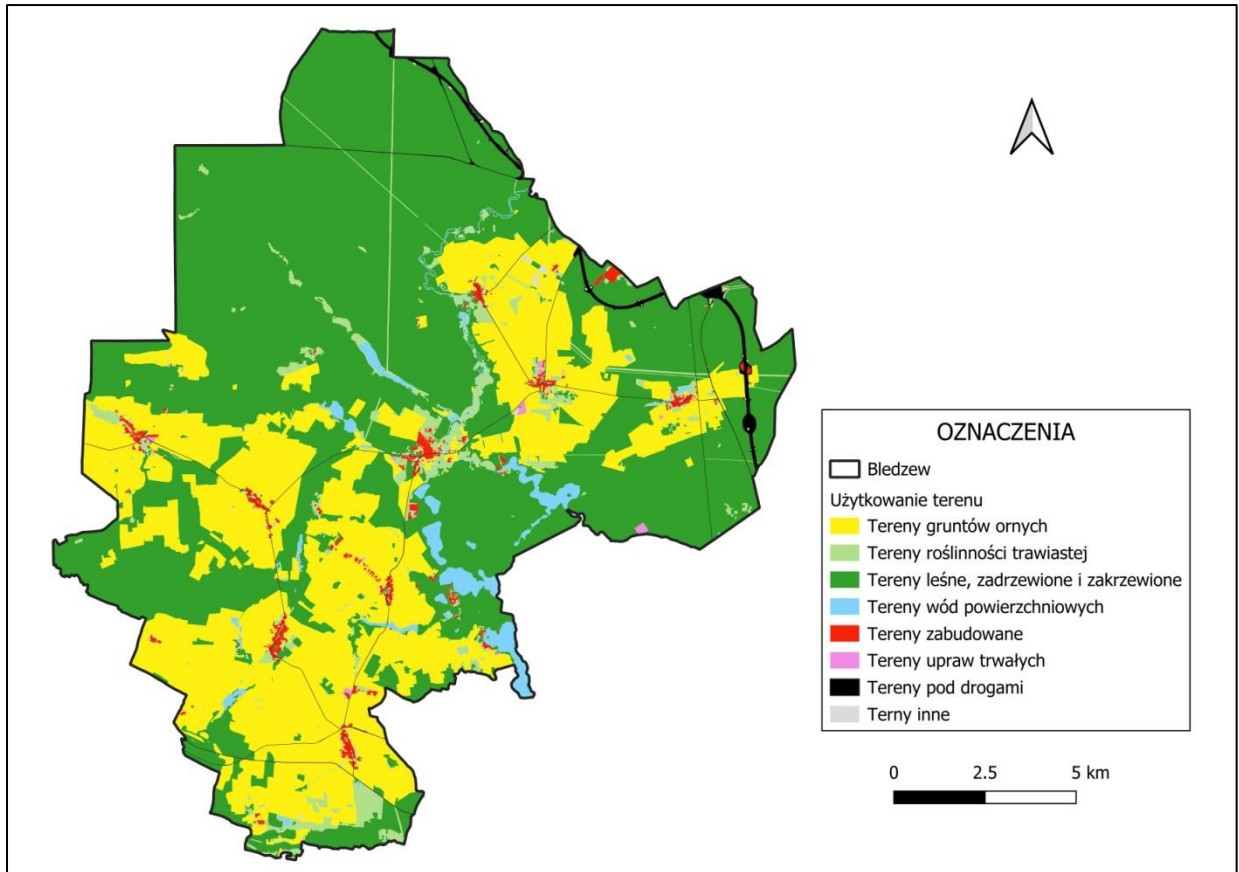 OZNACZENIA
Bledzew
Użytkowanie terenu
Tereny gruntów ornych
Tereny roślinności trawiastej
Tereny leśne, zadrzewione i zakrzewione
Tereny wód powierzchniowych
Tereny zabudowane
Tereny upraw trwałych
Tereny pod drogami
Terny inne
0 2.5 5 km